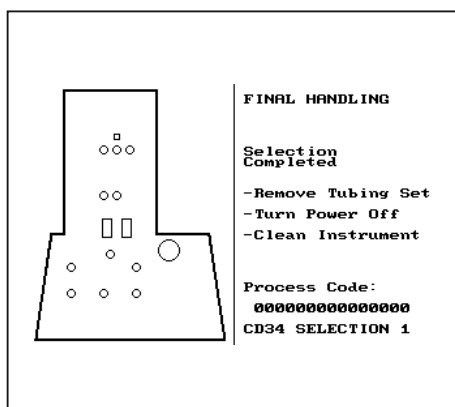 FINAL HANDLING
Selection
Completed
-Remove Tubing Set
-Turn Power Off
-Clean Instrument
Process Code:
000000000000000
CD34 SELECTION 1